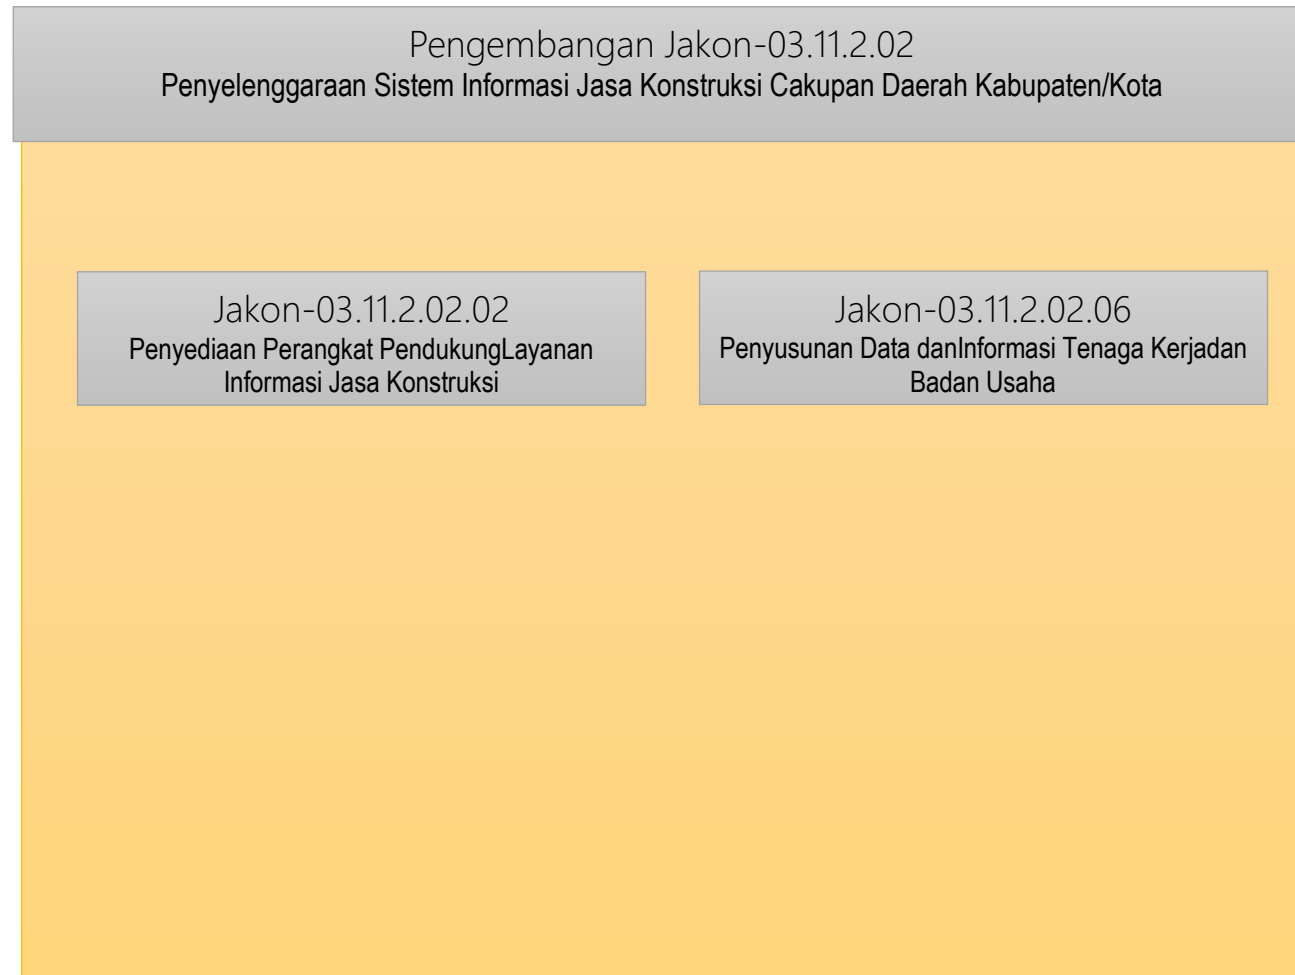 Pengembangan Jakon-03.11.2.02
Penyelenggaraan Sistem Informasi Jasa Konstruksi Cakupan Daerah Kabupaten/Kota
Jakon-03.11.2.02.02
Penyediaan Perangkat PendukungLayanan
Informasi Jasa Konstruksi
Jakon-03.11.2.02.06
Penyusunan Data danInformasi Tenaga Kerjadan
Badan Usaha